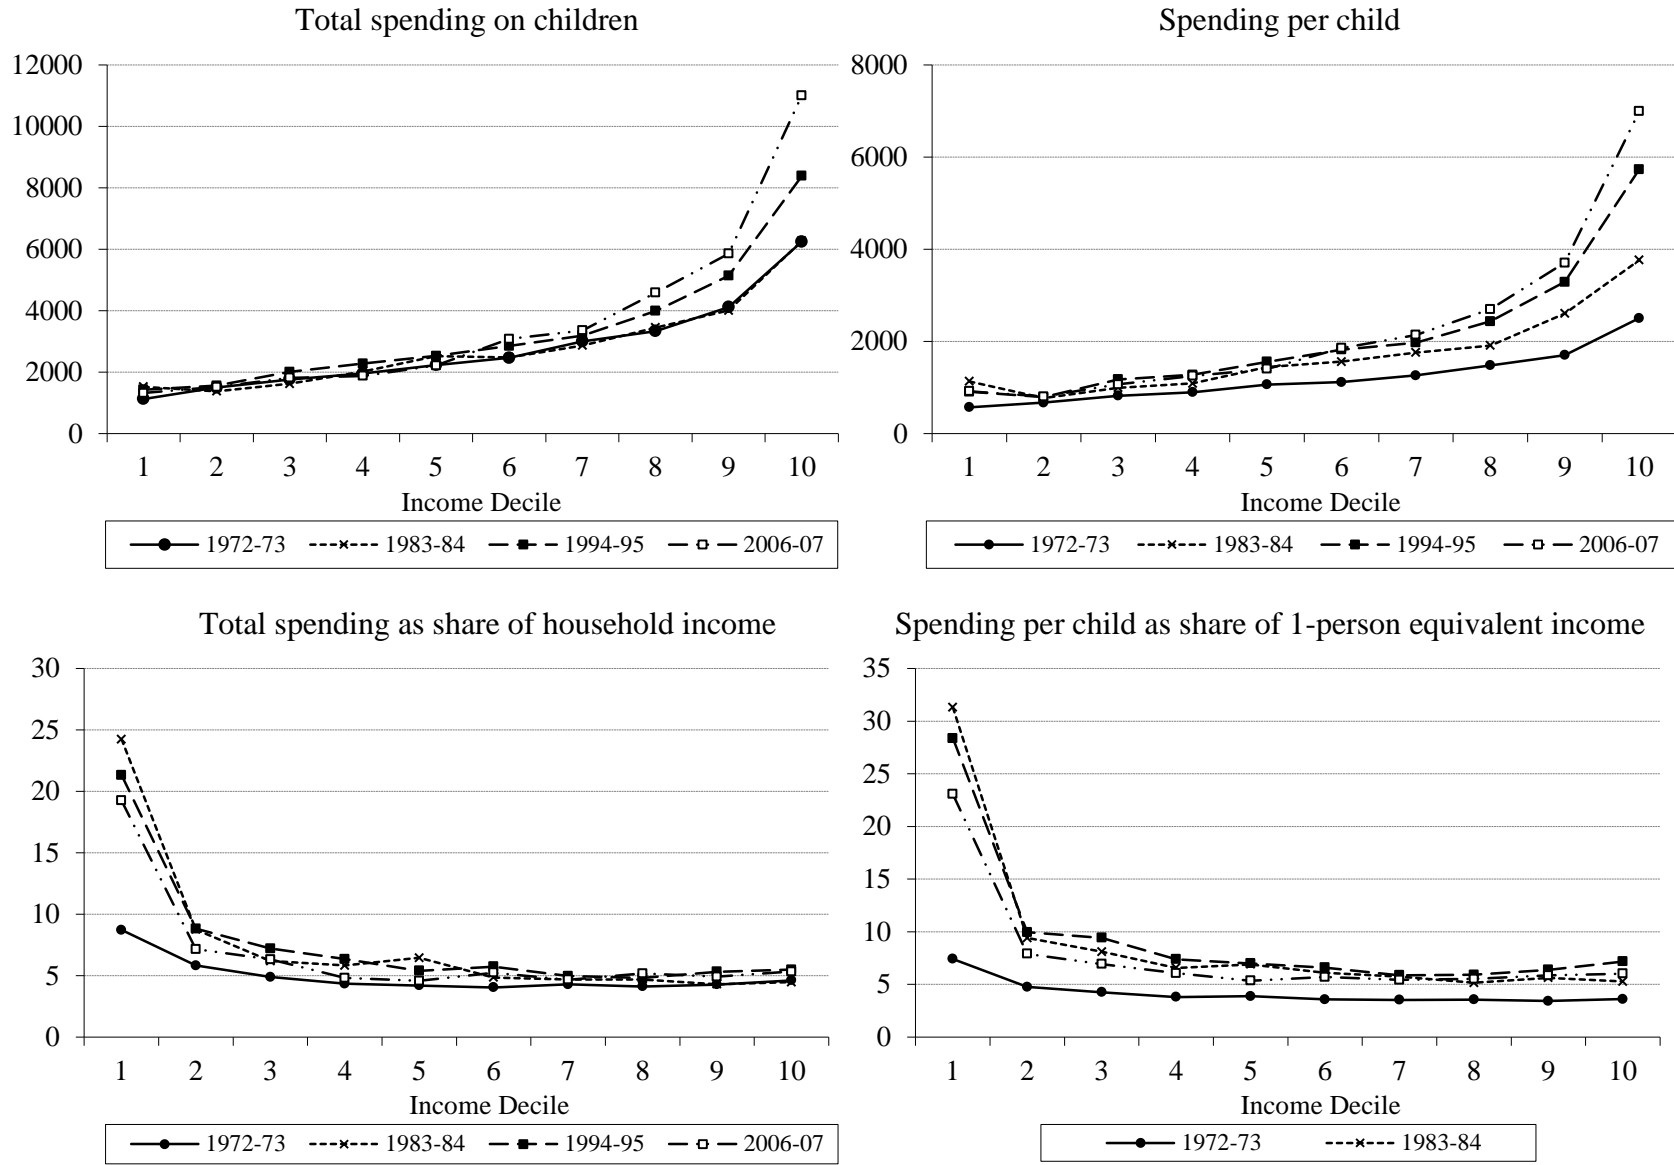 Total spending on children
12000
10000
8000
6000
4000
2000
0
1 2 3 4 5 6 7 8 9 10
Income Decile
1972-73 1983-84 1994-95 2006-07
Spending per child
8000
6000
4000
2000
0
1 2 3 4 5 6 7 8 9 10
Income Decile
1972-73 1983-84 1994-95 2006-07
Total spending as share of household income
30
25
20
15
10
5
0
1 2 3 4 5 6 7 8 9 10
Income Decile
1972-73 1983-84 1994-95 2006-07
Spending per child as share of 1-person equivalent income
35
30
25
20
15
10
5
0
1 2 3 4 5 6 7 8 9 10
Income Decile
1972-73 1983-84